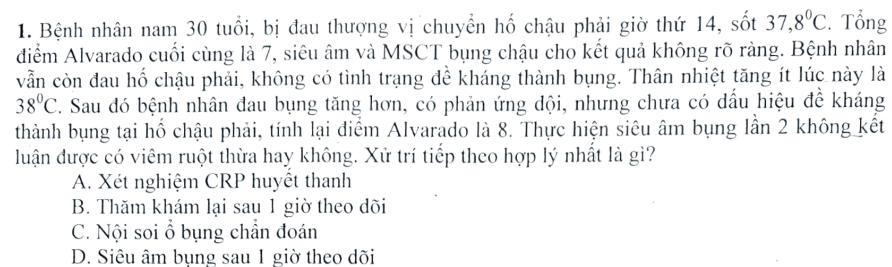 1. Bệnh nhân nam 30 tuổi, bị đau thượng vị chuyển hố chậu phải giờ thứ 14, sốt 37,8⁰C. Tổng
điểm Alvarado cuối cùng là 7, siêu âm và MSCT bụng chậu cho kết quả không rõ ràng. Bệnh nhân
vẫn còn đau hố chậu phải, không có tình trạng đề kháng thành bụng. Thân nhiệt tăng ít lúc này là
38⁰C. Sau đó bệnh nhân đau bụng tăng hơn, có phản ứng dội, nhưng chưa có dấu hiệu đề kháng
thành bụng tại hố chậu phải, tính lại điểm Alvarado là 8. Thực hiện siêu âm bụng lần 2 không kết
luận được có viêm ruột thừa hay không. Xử trí tiếp theo hợp lý nhất là gì?
A. Xét nghiệm CRP huyết thanh
B. Thăm khám lại sau 1 giờ theo dõi
C. Nội soi ổ bụng chẩn đoán
D. Siêu âm bụng sau 1 giờ theo dõi